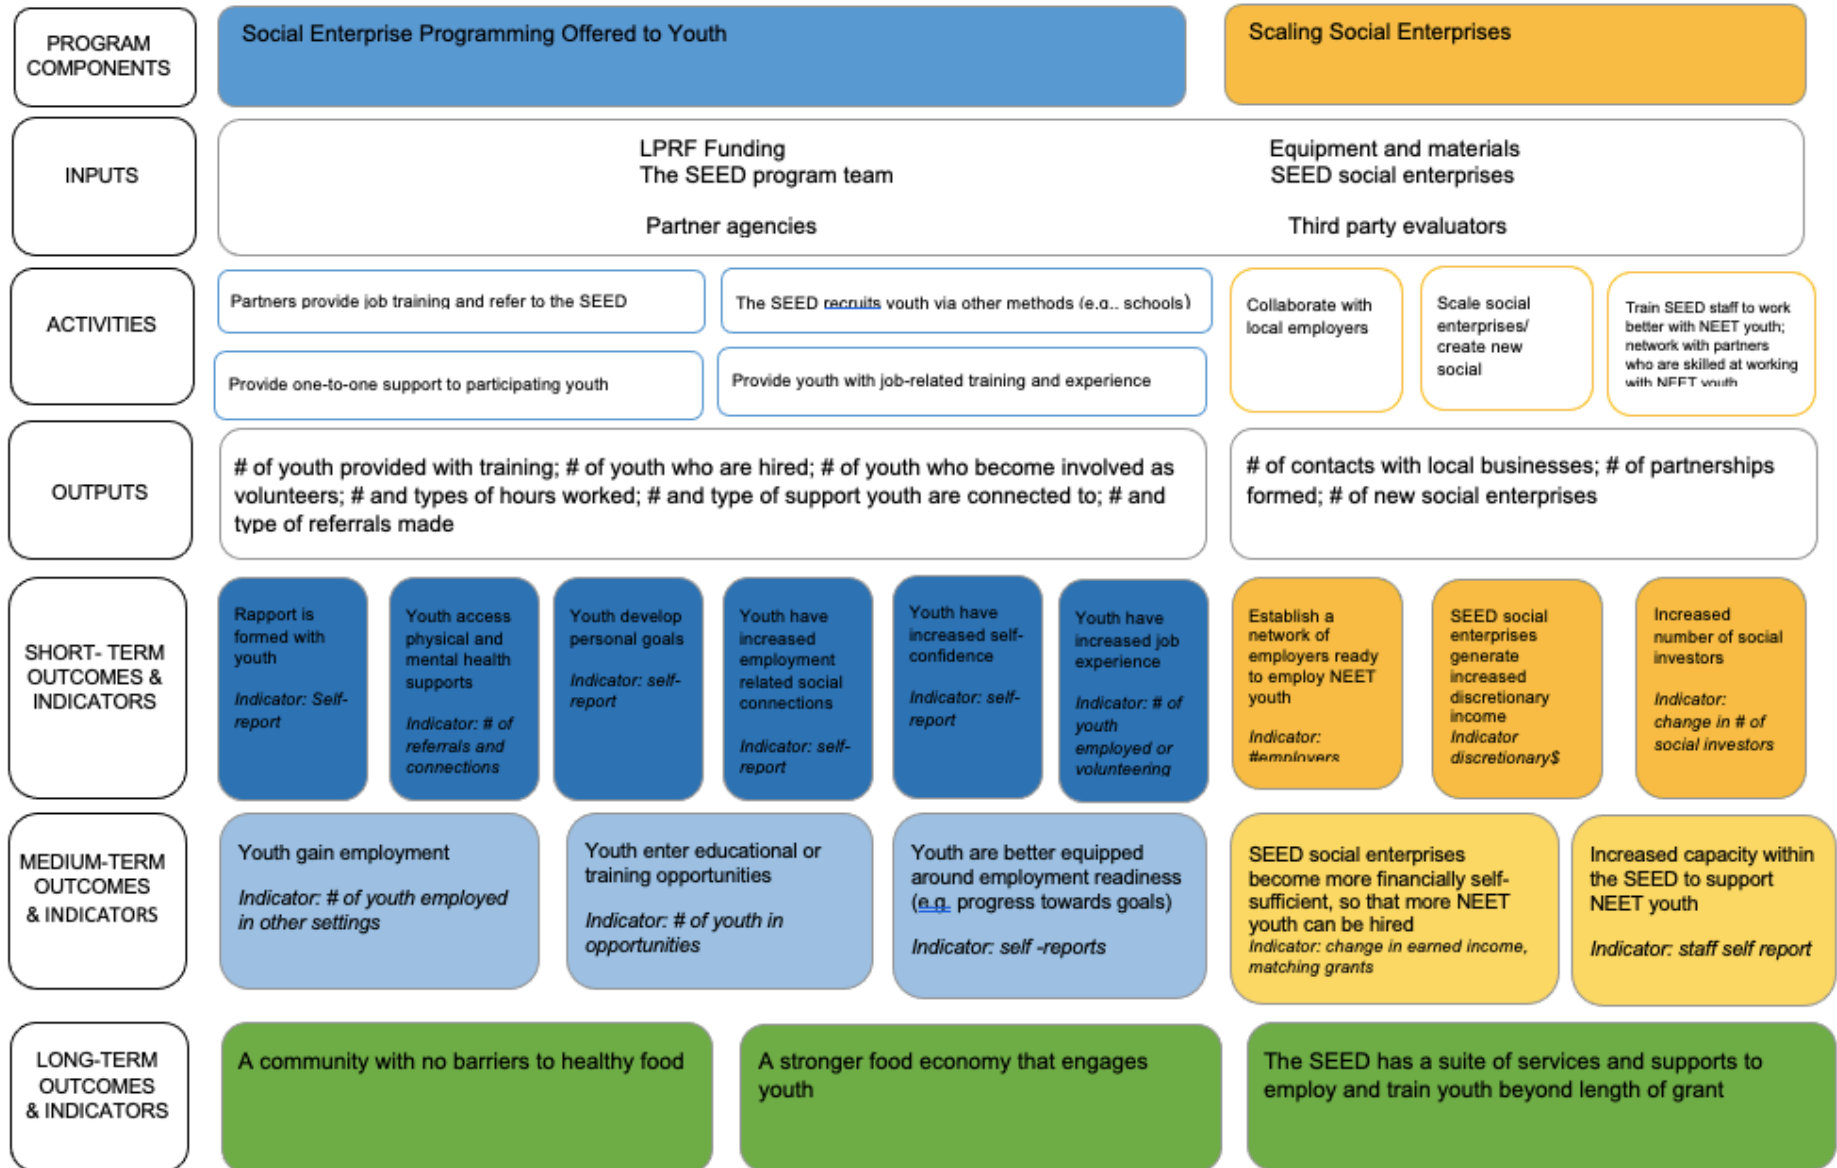 PROGRAM
COMPONENTS
Social Enterprise Programming Offered to Youth
Scaling Social Enterprises
INPUTS
LPRF Funding
The SEED program team
Partner agencies
Equipment and materials
SEED social enterprises
Third party evaluators
ACTIVITIES
Partners provide job training and refer to the SEED
The SEED recruits youth via other methods (e.g., schools)
Provide one-to-one support to participating youth
Provide youth with job-related training and experience
Collaborate with
local employers
Scale social
enterprises/
create new
social
Train SEED staff to work
better with NEET youth;
network with partners
who are skilled at working
with NEET youth
OUTPUTS
# of youth provided with training; # of youth who are hired; # of youth who become involved as
volunteers; # and types of hours worked; # and type of support youth are connected to; # and
type of referrals made
# of contacts with local businesses; # of partnerships
formed; # of new social enterprises
SHORT- TERM
OUTCOMES &
INDICATORS
Rapport is
formed with
youth
Indicator: Self-
report
Youth access
physical and
mental health
supports
Indicator: # of
referrals and
connections
Youth develop
personal goals
Indicator: self-
report
Youth have
increased
employment
related social
connections
Indicator: self-
report
Youth have
increased self-
confidence
Indicator: self-
report
Youth have
increased job
experience
Indicator: # of
youth
employed or
volunteering
Establish a
network of
employers ready
to employ NEET
youth
Indicator:
#employers
SEED social
enterprises
generate
increased
discretionary
income
Indicator
discretionary$
Increased
number of social
investors
Indicator:
change in # of
social investors
MEDIUM-TERM
OUTCOMES
& INDICATORS
Youth gain employment
Indicator: # of youth employed
in other settings
Youth enter educational or
training opportunities
Indicator: # of youth in
opportunities
Youth are better equipped
around employment readiness
(e.g. progress towards goals)
Indicator: self -reports
SEED social enterprises
become more financially self-
sufficient, so that more NEET
youth can be hired
Indicator: change in earned income,
matching grants
Increased capacity within
the SEED to support
NEET youth
Indicator: staff self report
LONG-TERM
OUTCOMES
& INDICATORS
A community with no barriers to healthy food
A stronger food economy that engages
youth
The SEED has a suite of services and supports to
employ and train youth beyond length of grant